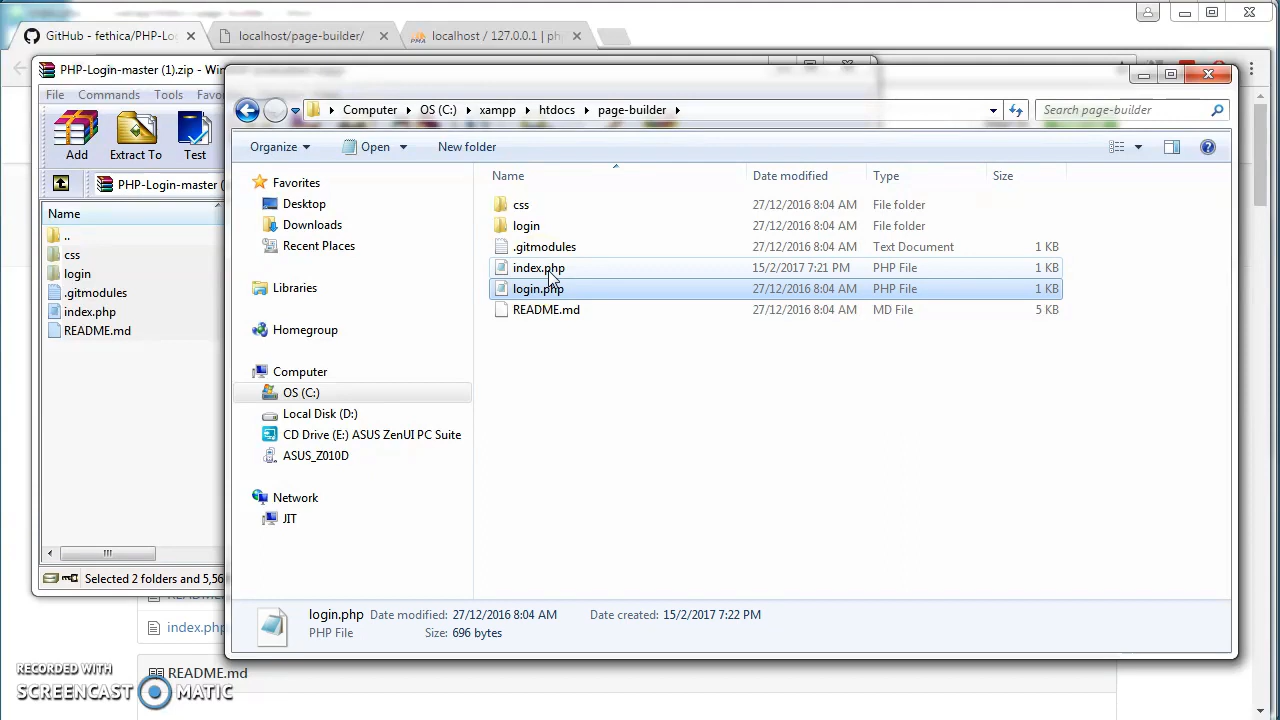 GitHub - fethica/PHP-Lo
localhost/page-builder/
localhost / 127.0.0.1 | ph
PHP-Login-master (1).zip - Win
File Commands Tools Favo
Add Extract To Test
PHP-Login-master (
Name
..
css
login
.gitmodules
index.php
README.md
Selected 2 folders and 5,56
Computer OS (C:) xampp htdocs page-builder
Search page-builder
Organize Open New folder
Favorites
Desktop
Downloads
Recent Places
Libraries
Homegroup
Computer
OS (C:)
Local Disk (D:)
CD Drive (E:) ASUS ZenUI PC Suite
ASUS_Z010D
Network
JIT
Name Date modified Type Size
css 27/12/2016 8:04 AM File folder
login 27/12/2016 8:04 AM File folder
.gitmodules 27/12/2016 8:04 AM Text Document 1 KB
index.php 15/2/2017 7:21 PM PHP File 1 KB
login.php 27/12/2016 8:04 AM PHP File 1 KB
README.md 27/12/2016 8:04 AM MD File 5 KB
login.php Date modified: 27/12/2016 8:04 AM Date created: 15/2/2017 7:22 PM
PHP File Size: 696 bytes
index.php
README.md
RECORDED WITH
SCREENCAST MATIC